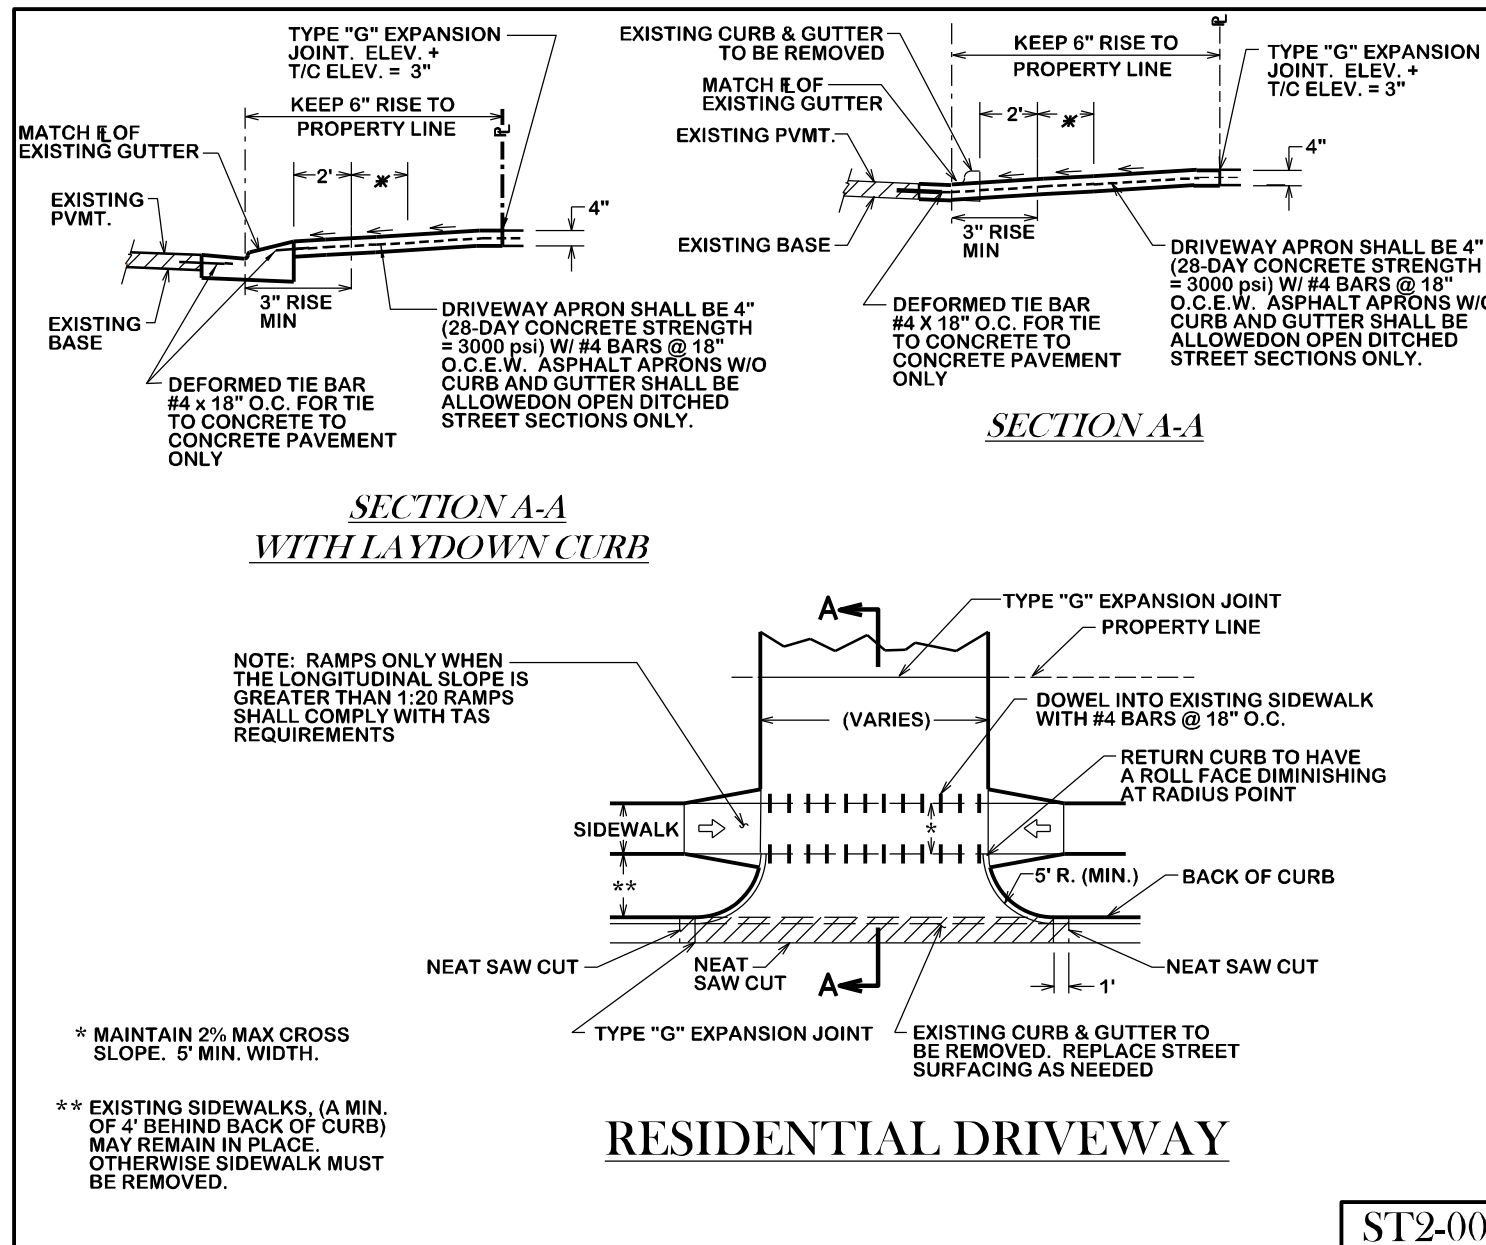 TYPE "G" EXPANSION
JOINT. ELEV. +
T/C ELEV. = 3"
KEEP 6" RISE TO
PROPERTY LINE
PL
MATCH FL OF
EXISTING GUTTER
2'
*
EXISTING
PVMT.
4"
EXISTING
BASE
3" RISE
MIN
DEFORMED TIE BAR
#4 x 18" O.C. FOR TIE
TO CONCRETE TO
CONCRETE PAVEMENT
ONLY
DRIVEWAY APRON SHALL BE 4"
(28-DAY CONCRETE STRENGTH
= 3000 psi) W/ #4 BARS @ 18"
O.C.E.W. ASPHALT APRONS W/O
CURB AND GUTTER SHALL BE
ALLOWEDON OPEN DITCHED
STREET SECTIONS ONLY.
SECTION A-A
WITH LAYDOWN CURB
EXISTING CURB & GUTTER
TO BE REMOVED
KEEP 6" RISE TO
PROPERTY LINE
PL
TYPE "G" EXPANSION
JOINT. ELEV. +
T/C ELEV. = 3"
MATCH FL OF
EXISTING GUTTER
2'
*
EXISTING PVMT.
4"
EXISTING BASE
3" RISE
MIN
DEFORMED TIE BAR
#4 X 18" O.C. FOR TIE
TO CONCRETE TO
CONCRETE PAVEMENT
ONLY
DRIVEWAY APRON SHALL BE 4"
(28-DAY CONCRETE STRENGTH
= 3000 psi) W/ #4 BARS @ 18"
O.C.E.W. ASPHALT APRONS W/O
CURB AND GUTTER SHALL BE
ALLOWEDON OPEN DITCHED
STREET SECTIONS ONLY.
SECTION A-A
A
TYPE "G" EXPANSION JOINT
PROPERTY LINE
NOTE: RAMPS ONLY WHEN
THE LONGITUDINAL SLOPE IS
GREATER THAN 1:20 RAMPS
SHALL COMPLY WITH TAS
REQUIREMENTS
(VARIES)
DOWEL INTO EXISTING SIDEWALK
WITH #4 BARS @ 18" O.C.
RETURN CURB TO HAVE
A ROLL FACE DIMINISHING
AT RADIUS POINT
SIDEWALK
*
**
5' R. (MIN.)
BACK OF CURB
NEAT SAW CUT
NEAT
SAW CUT
A
NEAT SAW CUT
1'
TYPE "G" EXPANSION JOINT
EXISTING CURB & GUTTER TO
BE REMOVED. REPLACE STREET
SURFACING AS NEEDED
* MAINTAIN 2% MAX CROSS
SLOPE. 5' MIN. WIDTH.
** EXISTING SIDEWALKS, (A MIN.
OF 4' BEHIND BACK OF CURB)
MAY REMAIN IN PLACE.
OTHERWISE SIDEWALK MUST
BE REMOVED.
RESIDENTIAL DRIVEWAY
ST2-00